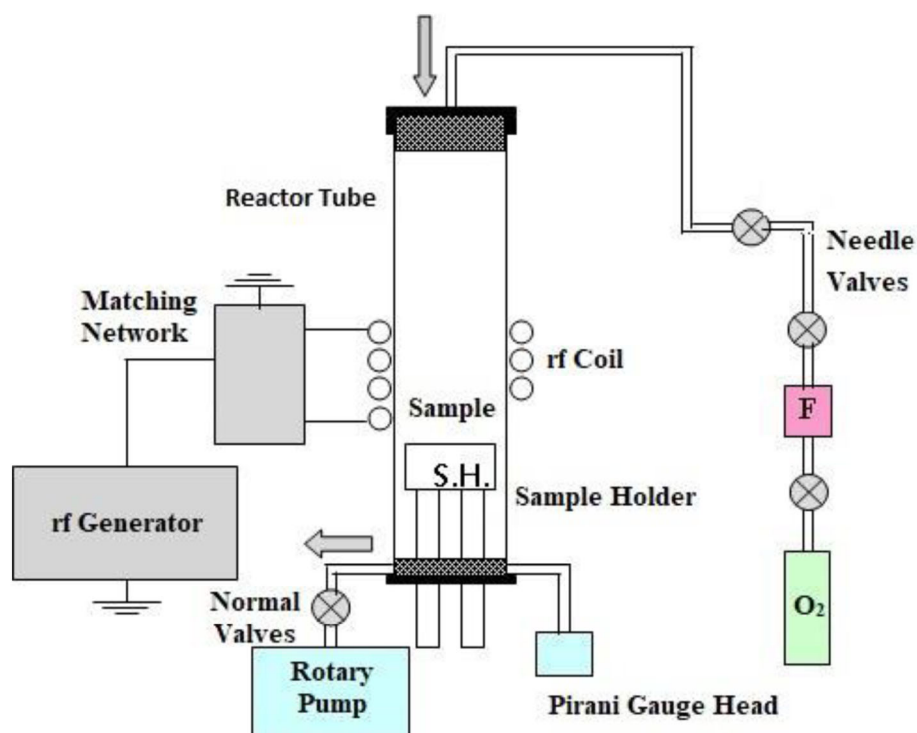 Reactor Tube
Needle
Valves
Matching
Network
rf Coil
Sample
F
S.H.
Sample Holder
rf Generator
O₂
Normal
Valves
Rotary
Pump
Pirani Gauge Head